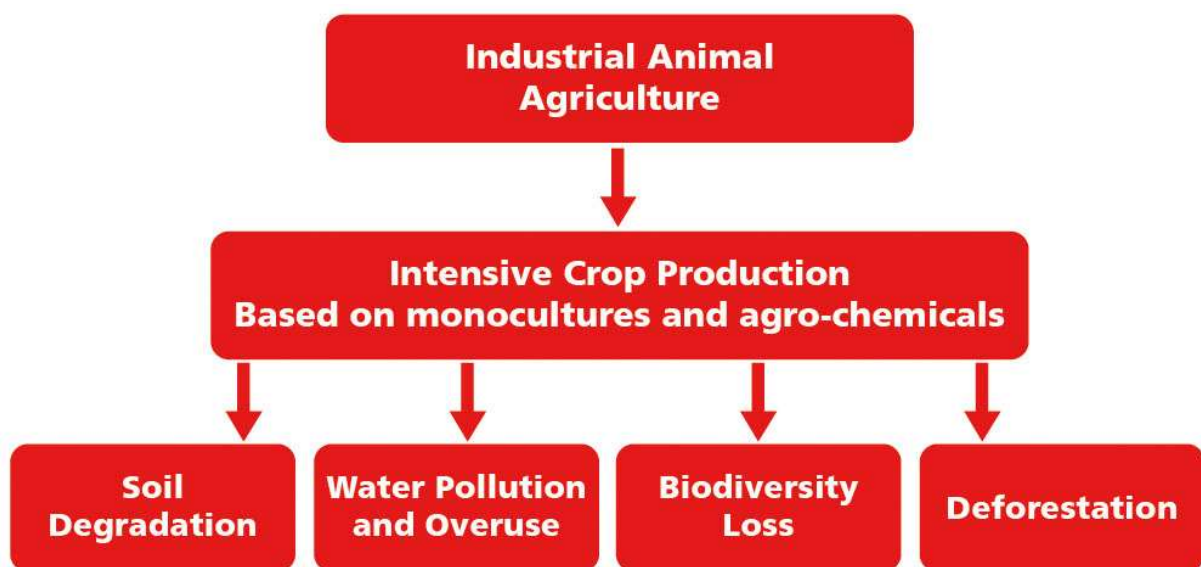 Industrial Animal
Agriculture
Intensive Crop Production
Based on monocultures and agro-chemicals
Soil
Degradation
Water Pollution
and Overuse
Biodiversity
Loss
Deforestation